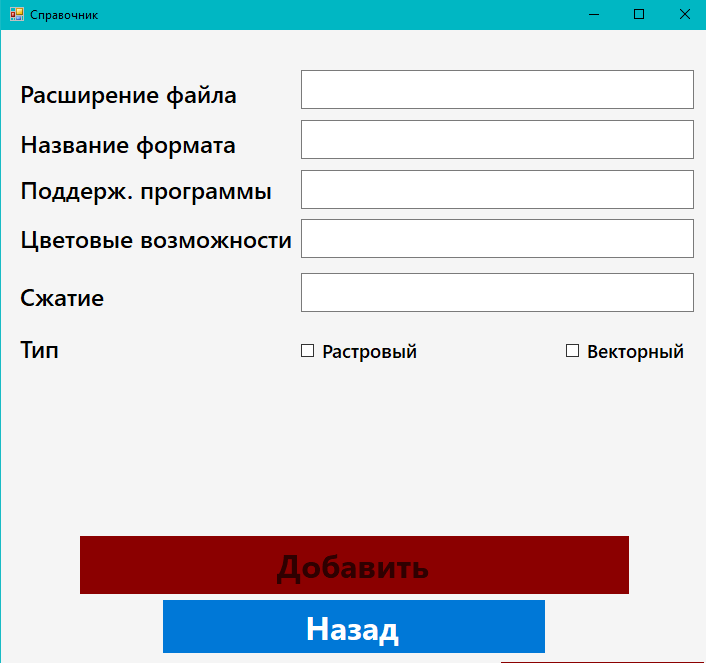 Справочник
Расширение файла
Название формата
Поддерж. программы
Цветовые возможности
Сжатие
Тип Растровый Векторный
Добавить
Назад